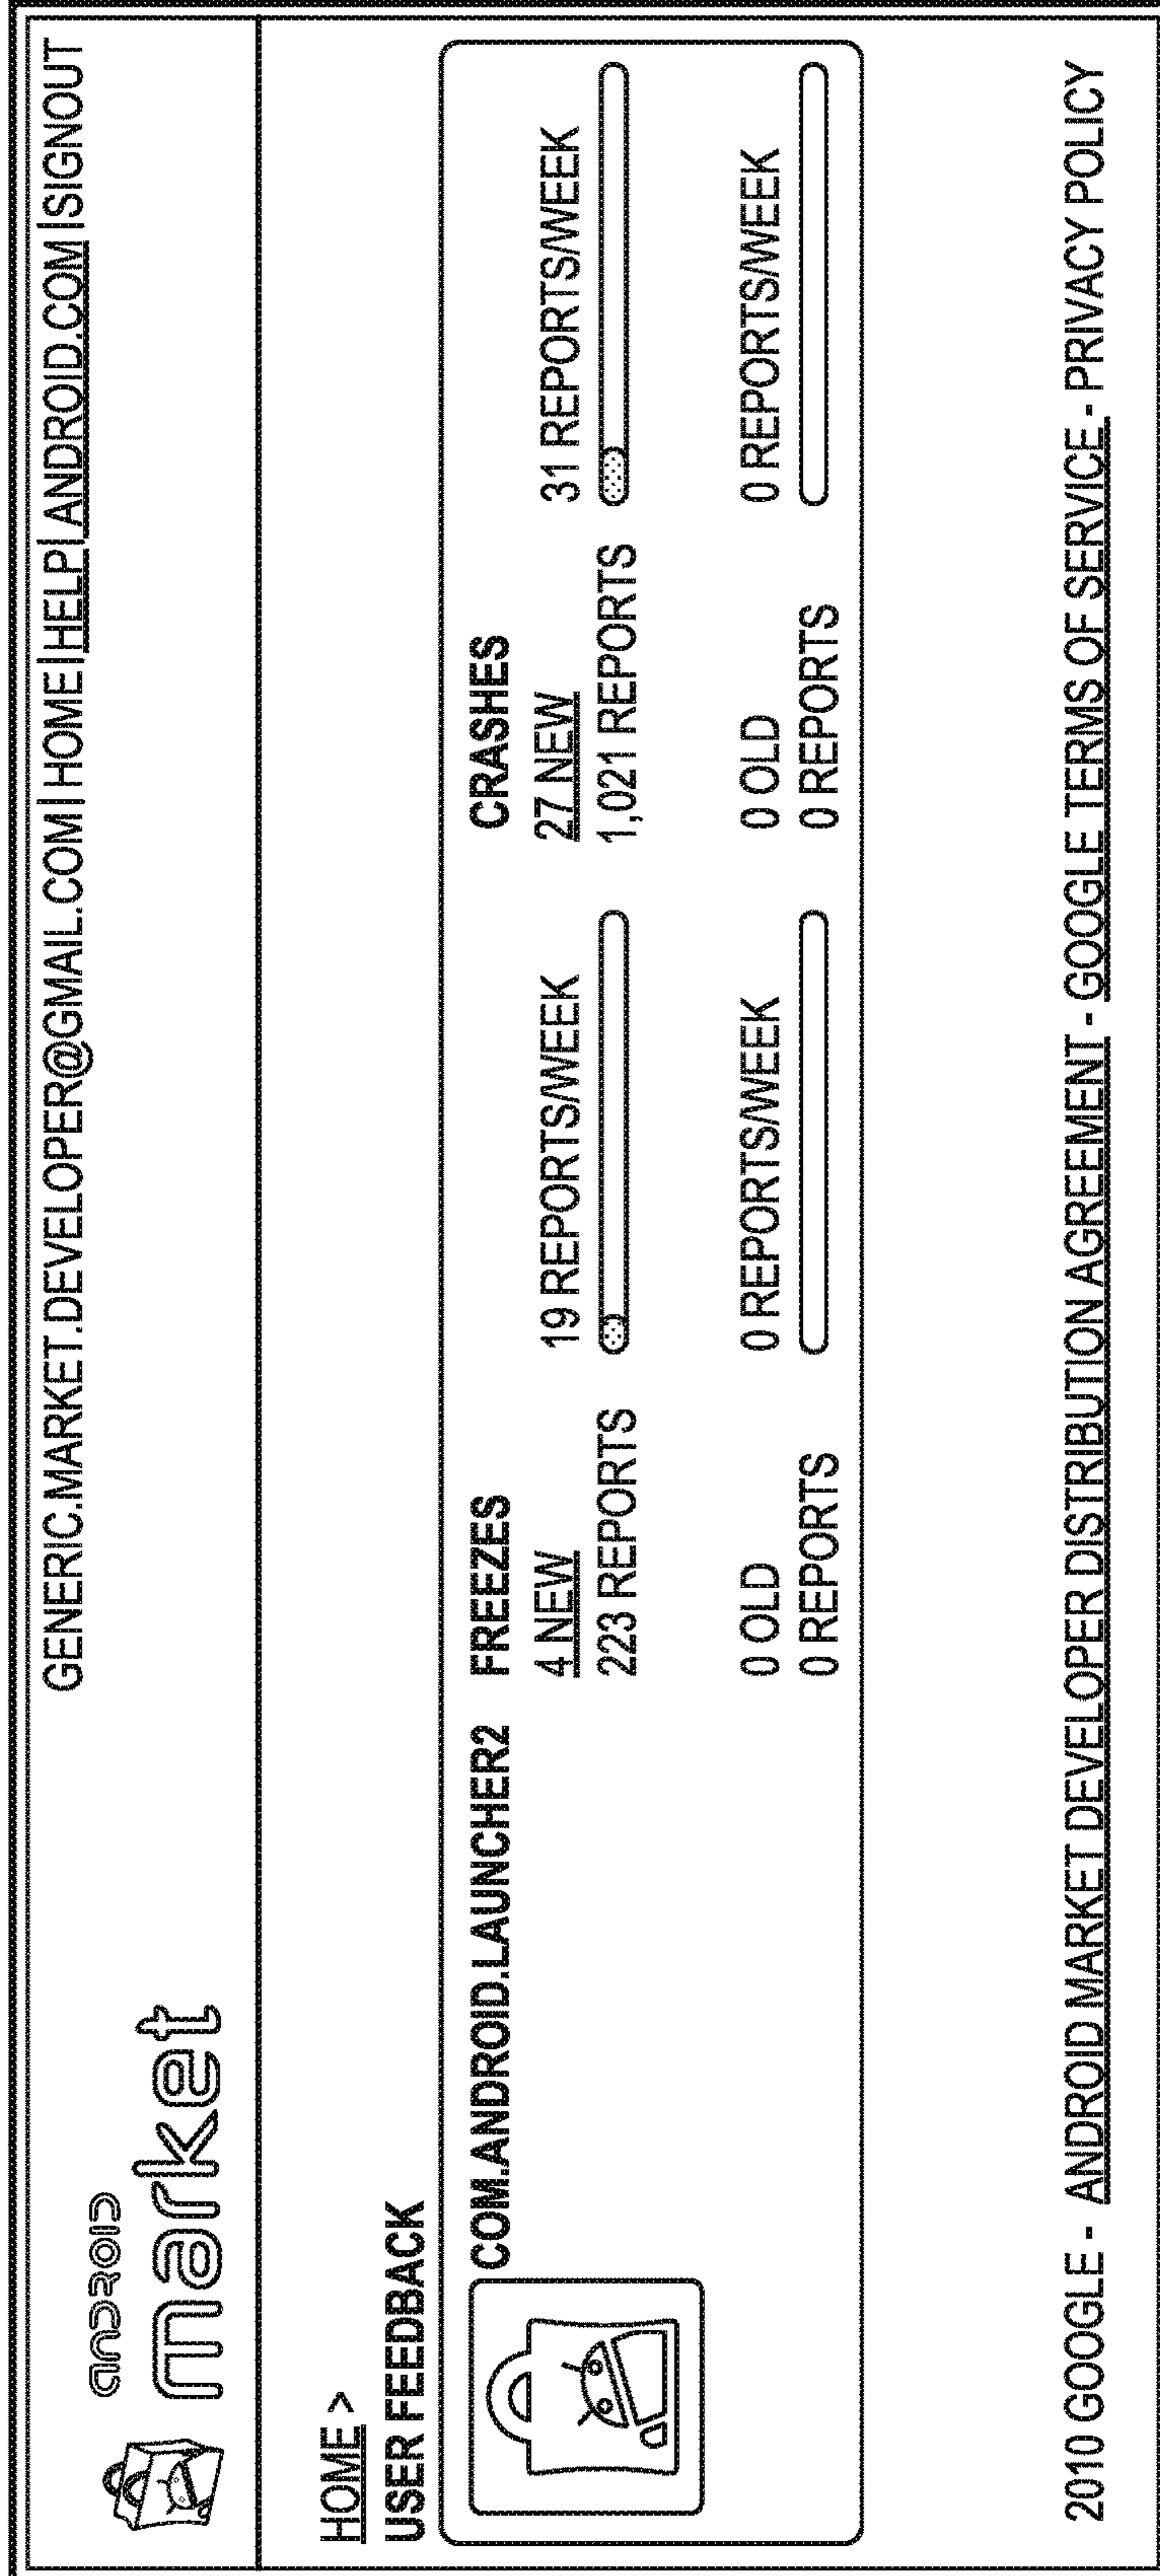 GENERIC.MARKET.DEVELOPER@GMAIL.COM|HOME|HELP|ANDROID.COM|SIGNOUT
ANDROID
market
HOME >
USER FEEDBACK
COM.ANDROID.LAUNCHER2 FREEZES CRASHES
4 NEW 19 REPORTS/WEEK 27 NEW 31 REPORTS/WEEK
223 REPORTS 1,021 REPORTS
0 OLD 0 REPORTS/WEEK 0 OLD 0 REPORTS/WEEK
0 REPORTS 0 REPORTS
2010 GOOGLE - ANDROID MARKET DEVELOPER DISTRIBUTION AGREEMENT - GOOGLE TERMS OF SERVICE - PRIVACY POLICY